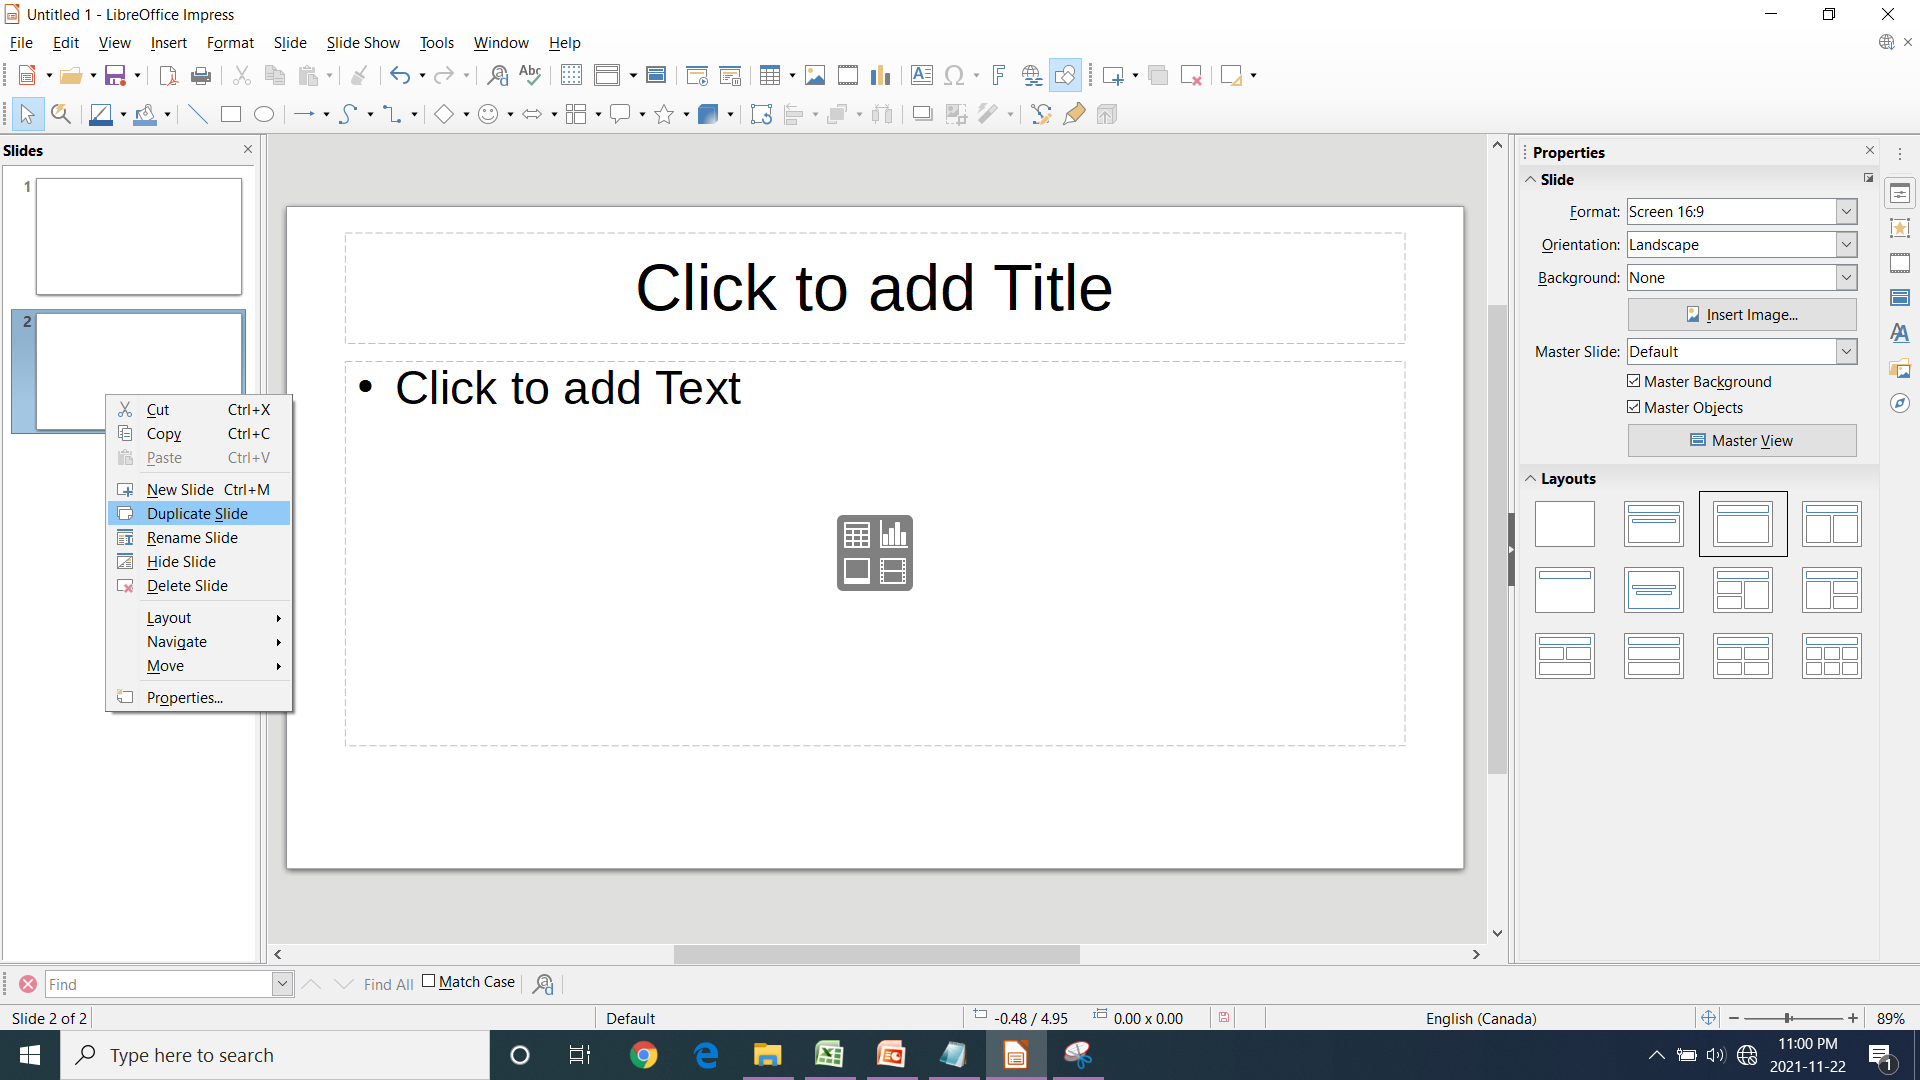 Untitled 1 - LibreOffice Impress
File Edit View Insert Format Slide Slide Show Tools Window Help
Abc
Slides
Properties
1
2
Slide
Format: Screen 16:9
Orientation: Landscape
Background: None
Insert Image...
Master Slide: Default
Master Background
Master Objects
Master View
Layouts
Click to add Title
• Click to add Text
Cut Ctrl+X
Copy Ctrl+C
Paste Ctrl+V
New Slide Ctrl+M
Duplicate Slide
Rename Slide
Hide Slide
Delete Slide
Layout
Navigate
Move
Properties...
Find Find All Match Case
Slide 2 of 2 Default -0.48 / 4.95 0.00 x 0.00 English (Canada) 89%
Type here to search
11:00 PM
2021-11-22
1